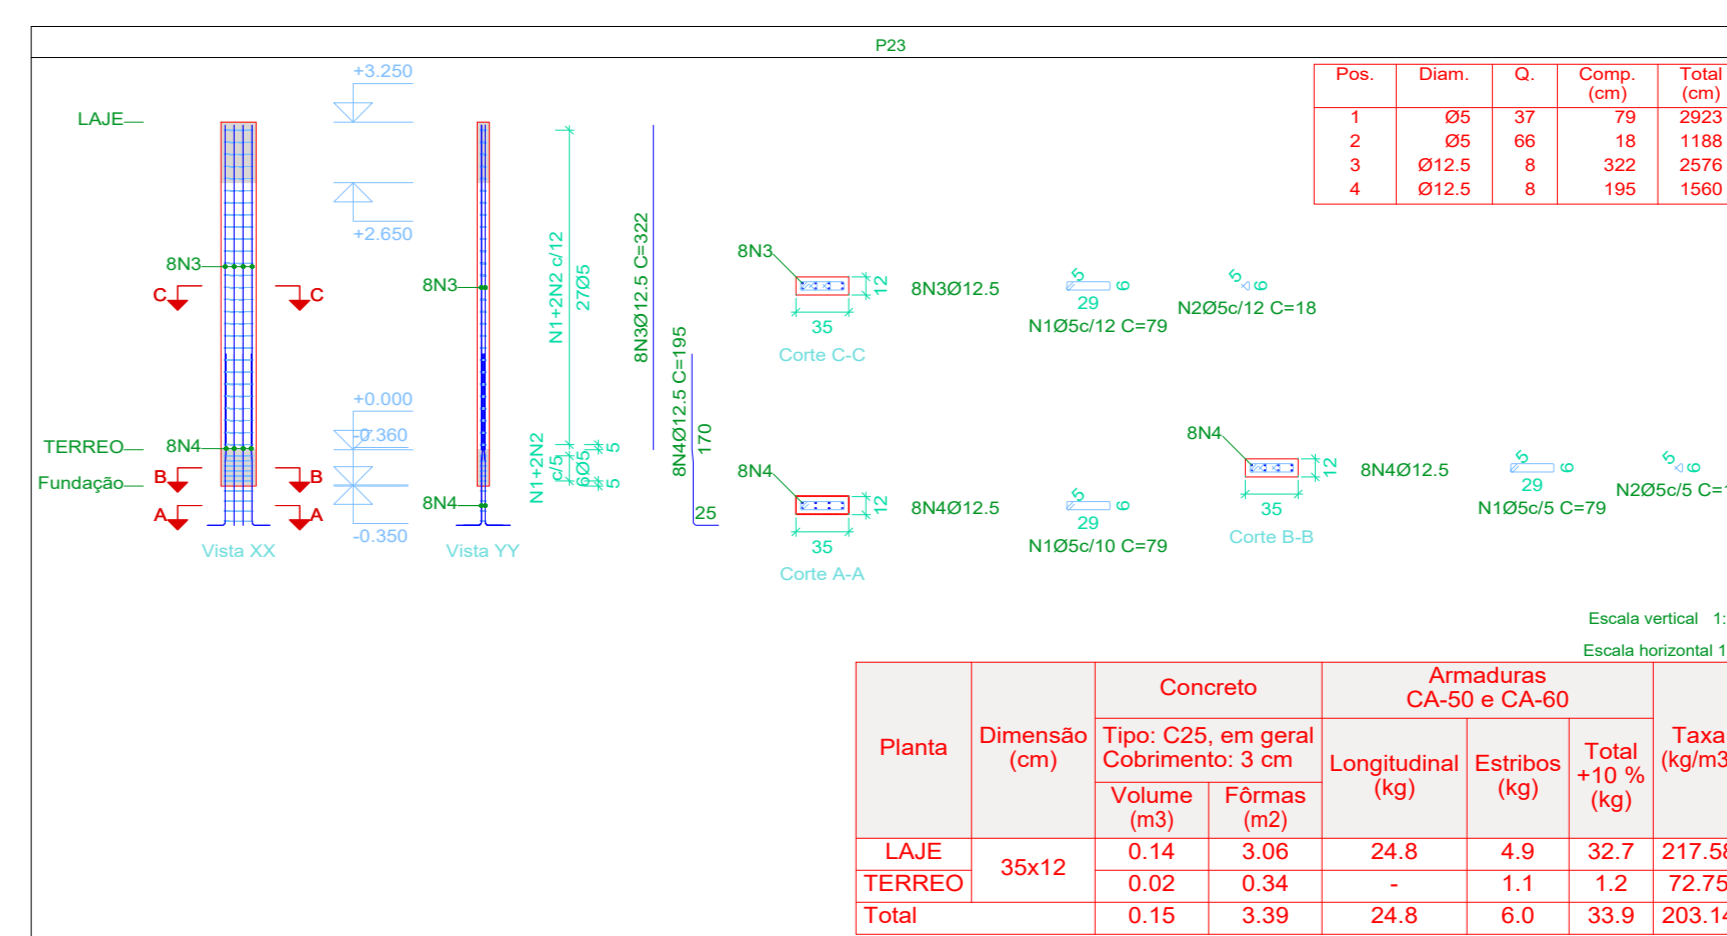 P23
+3.250
LAJE
+2.650
8N3
C C
+0.000
-0.360
TERREO
8N4
Fundação
B B
A A
-0.350
Vista XX
8N3
8N4
Vista YY
N1+2N2 c/12
27Ø5
N1+2N2
c/5
6Ø5
5
5
8N3Ø12.5 C=322
8N4Ø12.5 C=195
170
25
8N3
12
35
8N3Ø12.5
Corte C-C
5
6
29
N1Ø5c/12 C=79
5
6
N2Ø5c/12 C=18
8N4
12
35
8N4Ø12.5
Corte A-A
5
6
29
N1Ø5c/10 C=79
8N4
12
35
8N4Ø12.5
Corte B-B
5
6
29
N1Ø5c/5 C=79
5
6
N2Ø5c/5 C=
Pos. Diam. Q. Comp. (cm) Total (cm)
1 Ø5 37 79 2923
2 Ø5 66 18 1188
3 Ø12.5 8 322 2576
4 Ø12.5 8 195 1560
Escala vertical 1:
Escala horizontal 1
Planta
Dimensão
(cm)
Concreto
Tipo: C25, em geral
Cobrimento: 3 cm
Volume
(m3)
Fôrmas
(m2)
Armaduras
CA-50 e CA-60
Longitudinal
(kg)
Estribos
(kg)
Total
+10 %
(kg)
Taxa
(kg/m3
LAJE 35x12 0.14 3.06 24.8 4.9 32.7 217.58
TERREO 0.02 0.34 - 1.1 1.2 72.75
Total 0.15 3.39 24.8 6.0 33.9 203.14